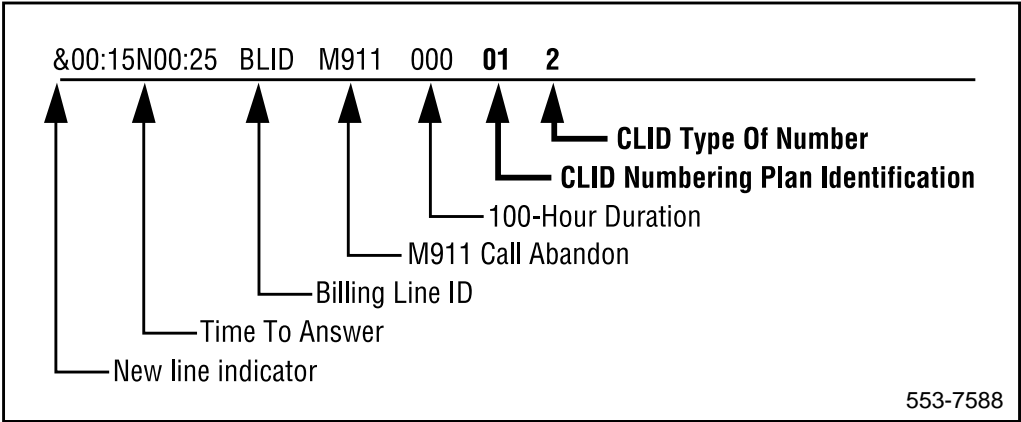 &00:15N00:25 BLID M911 000 01 2
CLID Type Of Number
CLID Numbering Plan Identification
100-Hour Duration
M911 Call Abandon
Billing Line ID
Time To Answer
New line indicator
553-7588